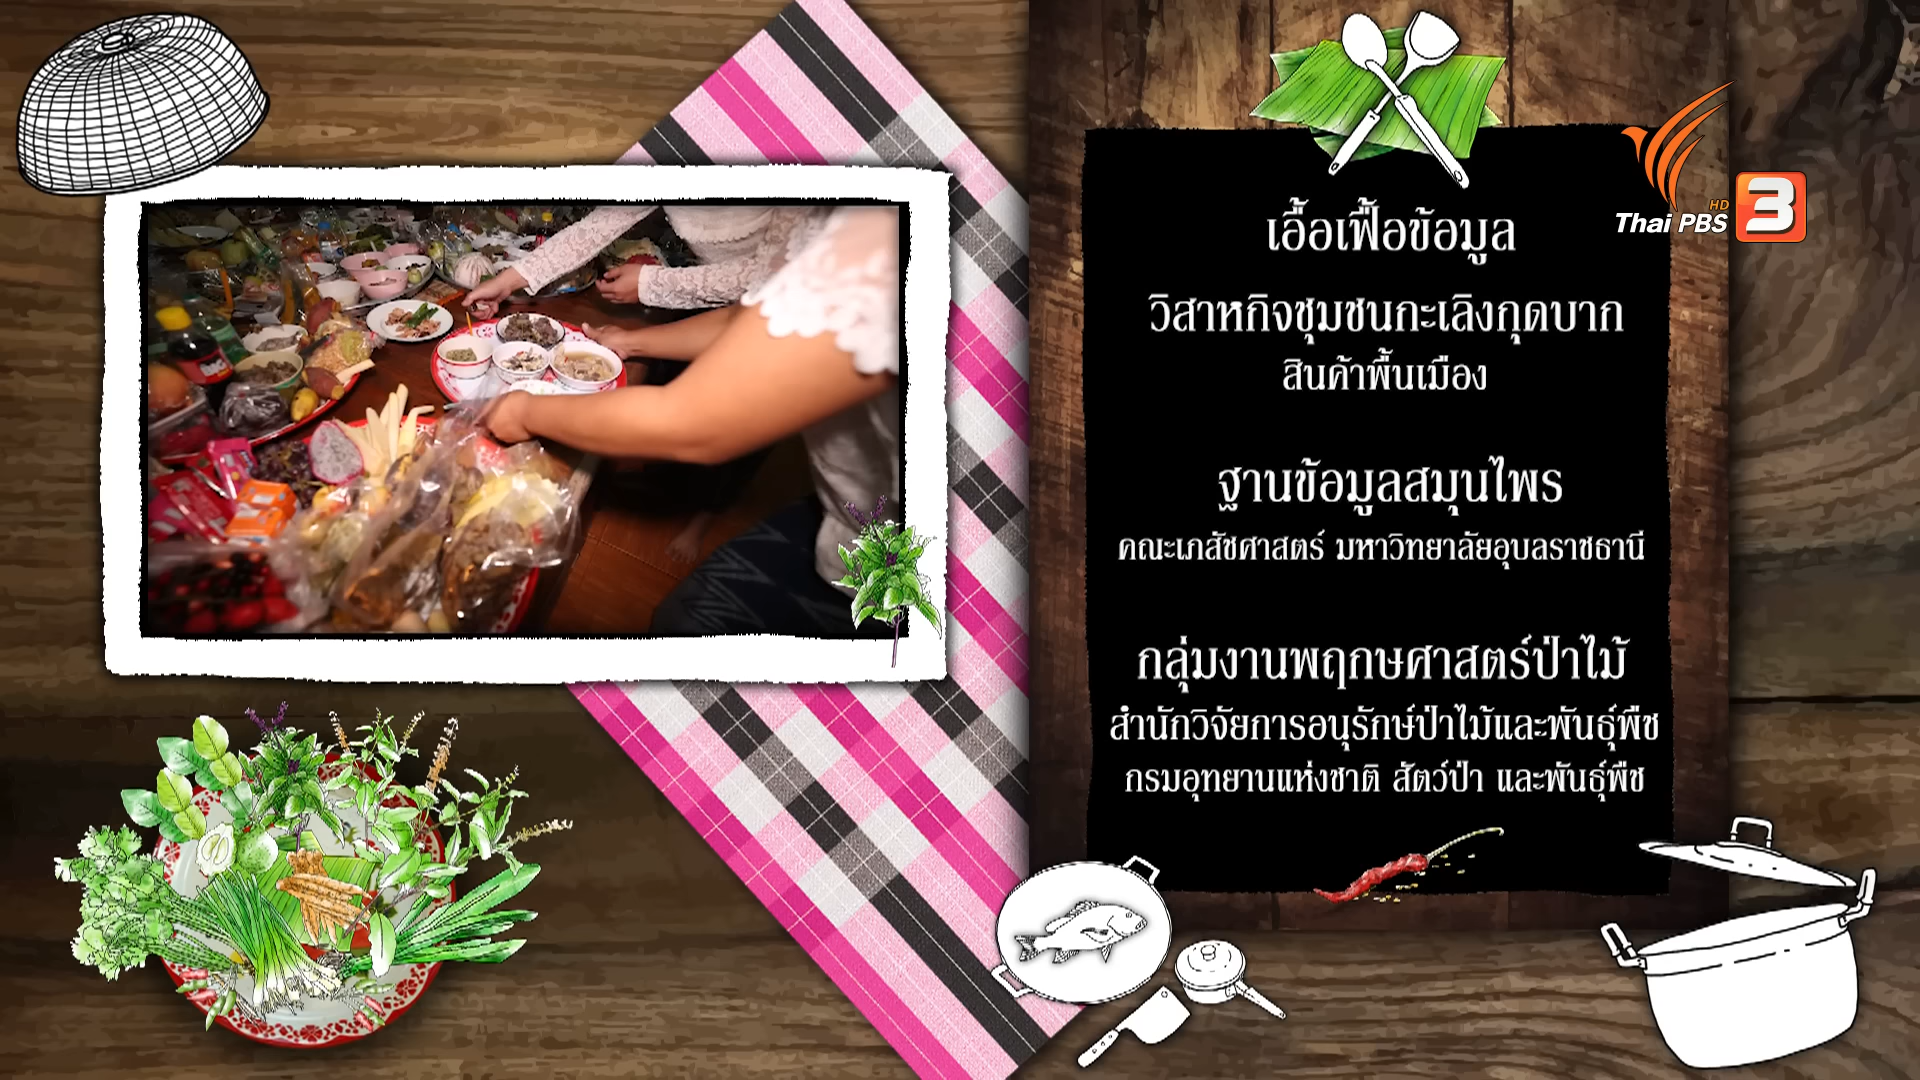 เอื้อเฟื้อข้อมูล
วิสาหกิจชุมชนกะเลิงกุดบาก
สินค้าพื้นเมือง
ฐานข้อมูลสมุนไพร
คณะเภสัชศาสตร์ มหาวิทยาลัยอุบลราชธานี
กลุ่มงานพฤกษศาสตร์ป่าไม้
สำนักวิจัยการอนุรักษ์ป่าไม้และพันธุ์พืช
กรมอุทยานแห่งชาติ สัตว์ป่า และพันธุ์พืช
HD
Thai PBS 3